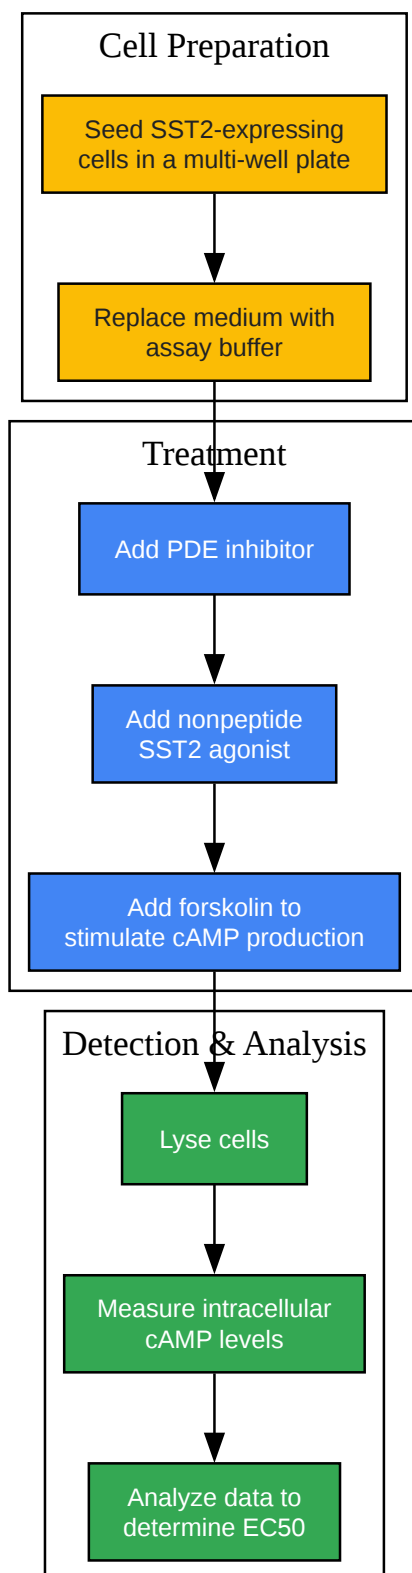 Cell Preparation
Seed SST2-expressing
cells in a multi-well plate
Replace medium with
assay buffer
Treatment
Add PDE inhibitor
Add nonpeptide
SST2 agonist
Add forskolin to
stimulate cAMP production
Detection & Analysis
Lyse cells
Measure intracellular
cAMP levels
Analyze data to
determine EC50